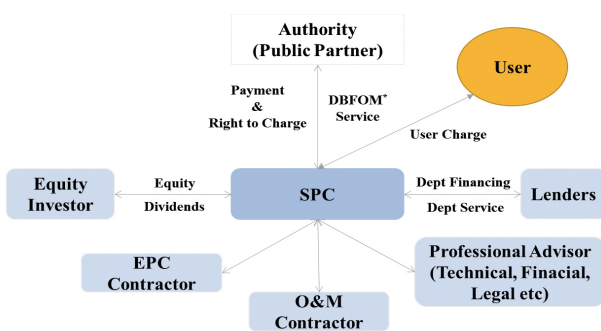 Authority
(Public Partner)
User
Payment
&
Right to Charge
DBFOM*
Service
User Charge
Equity
Investor
Equity
Dividends
SPC
Dept Financing
Dept Service
Lenders
EPC
Contractor
O&M
Contractor
Professional Advisor
(Technical, Finacial,
Legal etc)